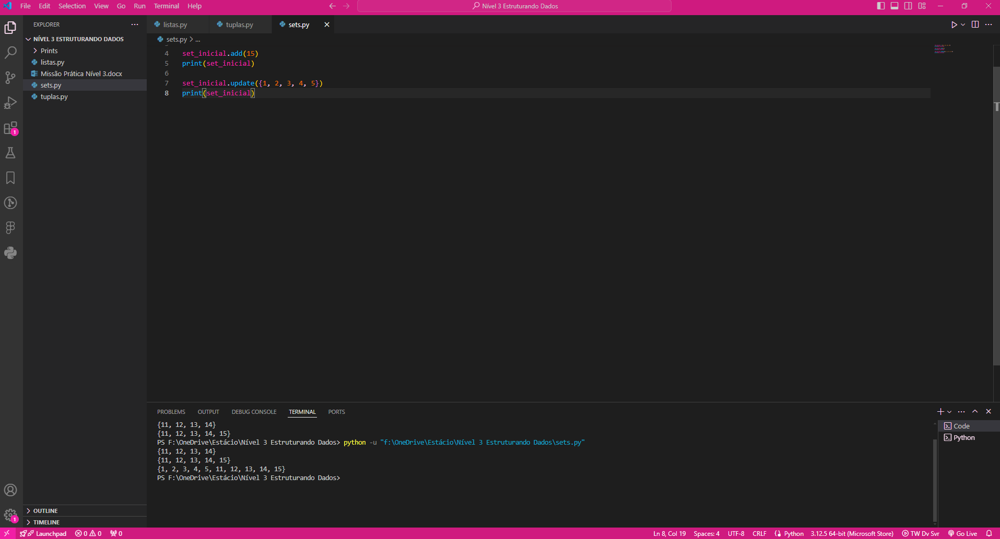 File Edit Selection View Go Run Terminal Help
Nível 3 Estruturando Dados
EXPLORER
NÍVEL 3 ESTRUTURANDO DADOS
Prints
listas.py
Missão Prática Nível 3.docx
sets.py
tuplas.py
OUTLINE
TIMELINE
listas.py tuplas.py sets.py
sets.py > ...
4 set_inicial.add(15)
5 print(set_inicial)
6
7 set_inicial.update({1, 2, 3, 4, 5})
8 print(set_inicial)
PROBLEMS OUTPUT DEBUG CONSOLE TERMINAL PORTS
{11, 12, 13, 14}
{11, 12, 13, 14, 15}
PS F:\OneDrive\Estácio\Nível 3 Estruturando Dados> python -u "f:\OneDrive\Estácio\Nível 3 Estruturando Dados\sets.py"
{11, 12, 13, 14}
{11, 12, 13, 14, 15}
{1, 2, 3, 4, 5, 11, 12, 13, 14, 15}
PS F:\OneDrive\Estácio\Nível 3 Estruturando Dados>
Code
Python
1
1
Launchpad 0 0 0 Ln 8, Col 19 Spaces: 4 UTF-8 CRLF Python 3.12.5 64-bit (Microsoft Store) TW Dv Svr Go Live